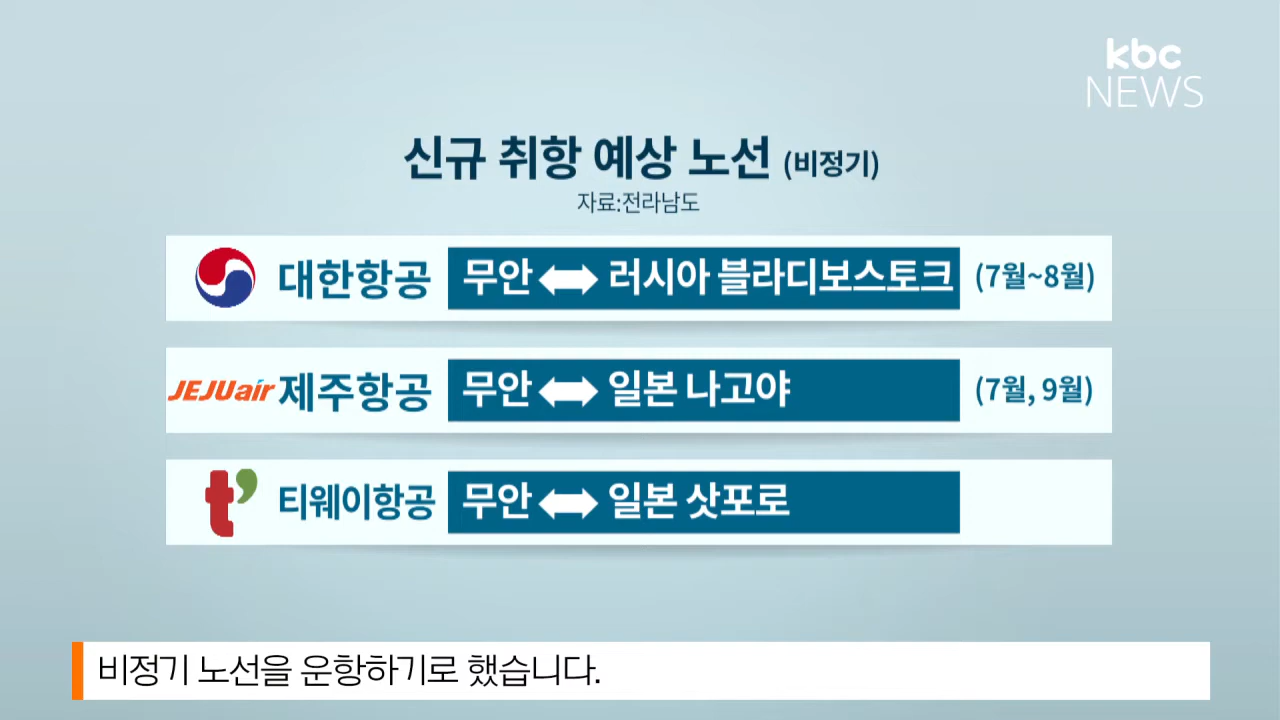 kbc
NEWS
신규 취항 예상 노선 (비정기)
자료:전라남도
대한항공 무안 러시아 블라디보스토크 (7월~8월)
JEJUair 제주항공 무안 일본 나고야 (7월, 9월)
t' 티웨이항공 무안 일본 삿포로
비정기 노선을 운항하기로 했습니다.